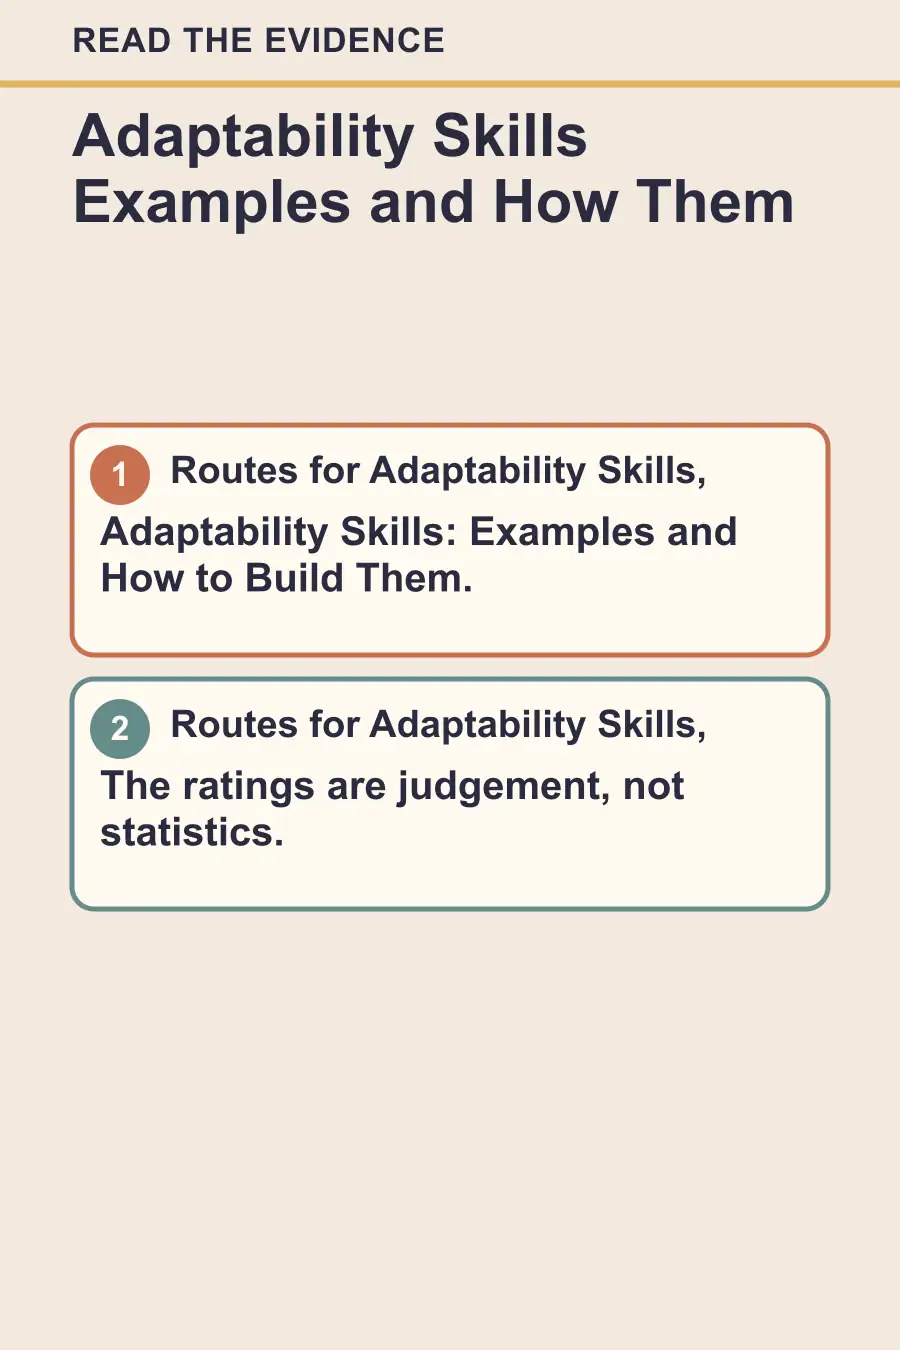 READ THE EVIDENCE
Adaptability Skills
Examples and How Them
1 Routes for Adaptability Skills,
Adaptability Skills: Examples and
How to Build Them.
2 Routes for Adaptability Skills,
The ratings are judgement, not
statistics.